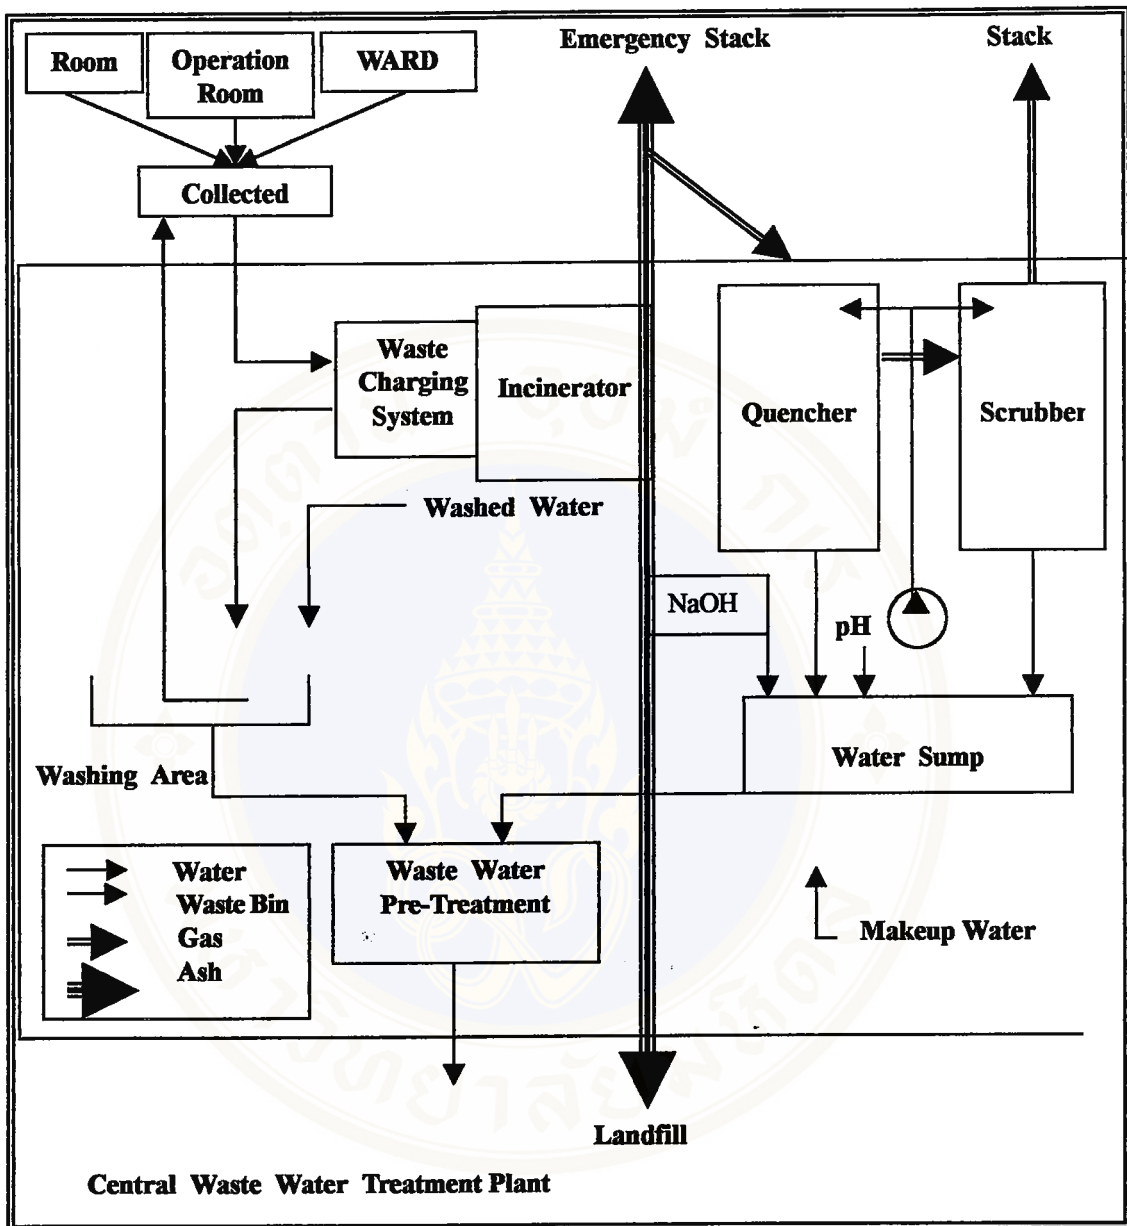 Emergency Stack
Stack
Room
Operation
Room
WARD
Collected
Waste
Charging
System
Incinerator
Quencher
Scrubber
Washed Water
NaOH
pH
Water Sump
Washing Area
Water
Waste Bin
Gas
Ash
Waste Water
Pre-Treatment
Makeup Water
Landfill
Central Waste Water Treatment Plant